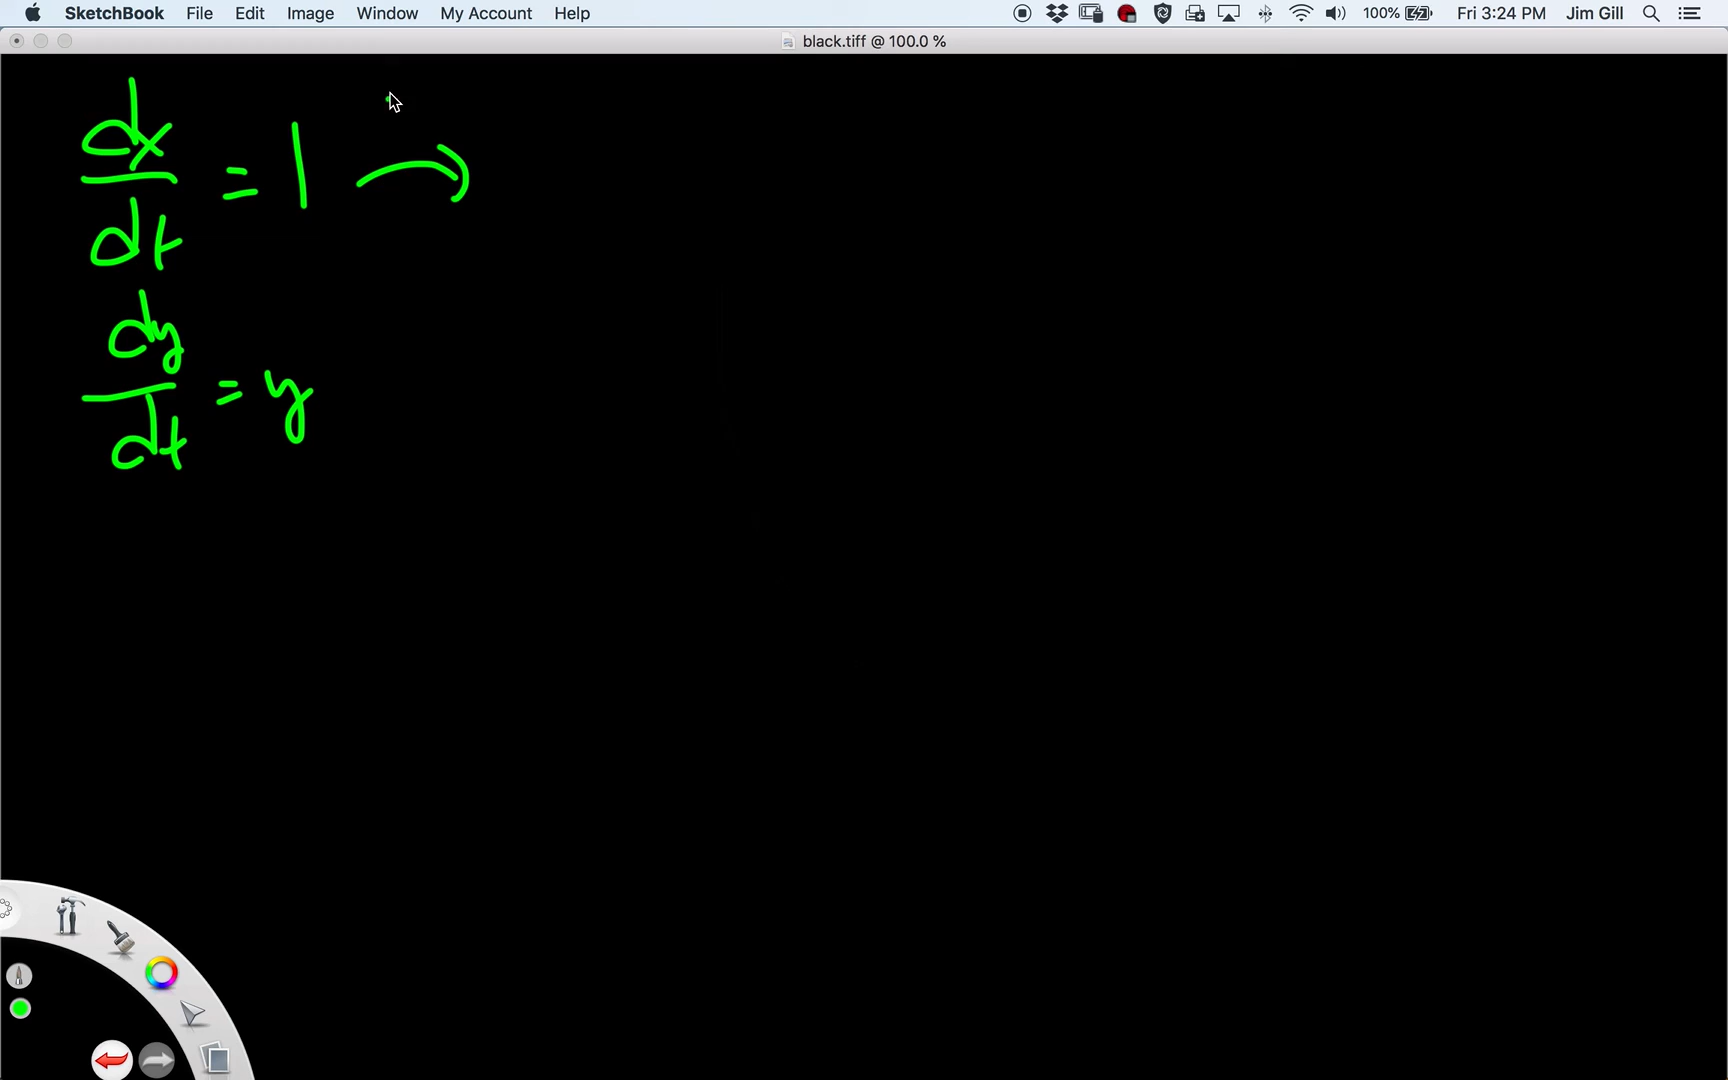 SketchBook File Edit Image Window My Account Help 100% Fri 3:24 PM Jim Gill
black.tiff @ 100.0 %
dx/dt = 1 →
dy/dt = y